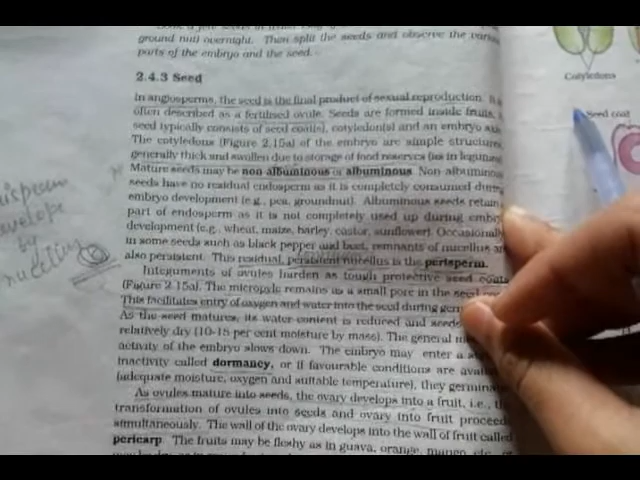 ground nut) overnight. Then split the seeds and observe the various
parts of the embryo and the seed.
2.4.3 Seed
In angiosperms, the seed is the final product of sexual reproduction. It is
often described as a fertilised ovule. Seeds are formed inside fruits.
seed typically consists of seed coat(s), cotyledon(s) and an embryo axis.
The cotyledons (Figure 2.15a) of the embryo are simple structures,
generally thick and swollen due to storage of food reserves (as in legumes).
Mature seeds may be non-albuminous or albuminous. Non-albuminous
seeds have no residual endosperm as it is completely consumed during
embryo development (e.g., pea, groundnut). Albuminous seeds retain
part of endosperm as it is not completely used up during embryo
development (e.g., wheat, maize, barley, castor, sunflower). Occasionally
in some seeds such as black pepper and beet, remnants of nucellus are
also persistent. This residual, persistent nucellus is the perisperm.
Integuments of ovules harden as tough protective seed coats
(Figure 2.15a). The micropyle remains as a small pore in the seed
This facilitates entry of oxygen and water into the seed during
As the seed matures, its water content is reduced and seeds
relatively dry (10-15 per cent moisture by mass). The general
activity of the embryo slows down. The embryo may enter a
inactivity called dormancy, or if favourable conditions are
(adequate moisture, oxygen and suitable temperature), they germinate
As ovules mature into seeds, the ovary develops into a fruit, i.e., the
transformation of ovules into seeds and ovary into fruit proceeds
simultaneously. The wall of the ovary develops into the wall of fruit called
pericarp. The fruits may be fleshy as in guava, orange, mango, etc.
Cotyledons
Seed coat
by
nucellus